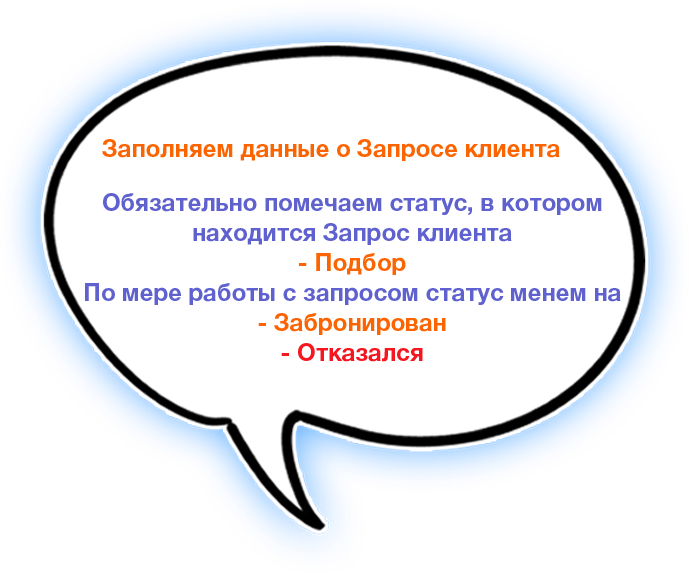 Заполняем данные о Запросе клиента
Обязательно помечаем статус, в котором
находится Запрос клиента
- Подбор
По мере работы с запросом статус менем на
- Забронирован
- Отказался